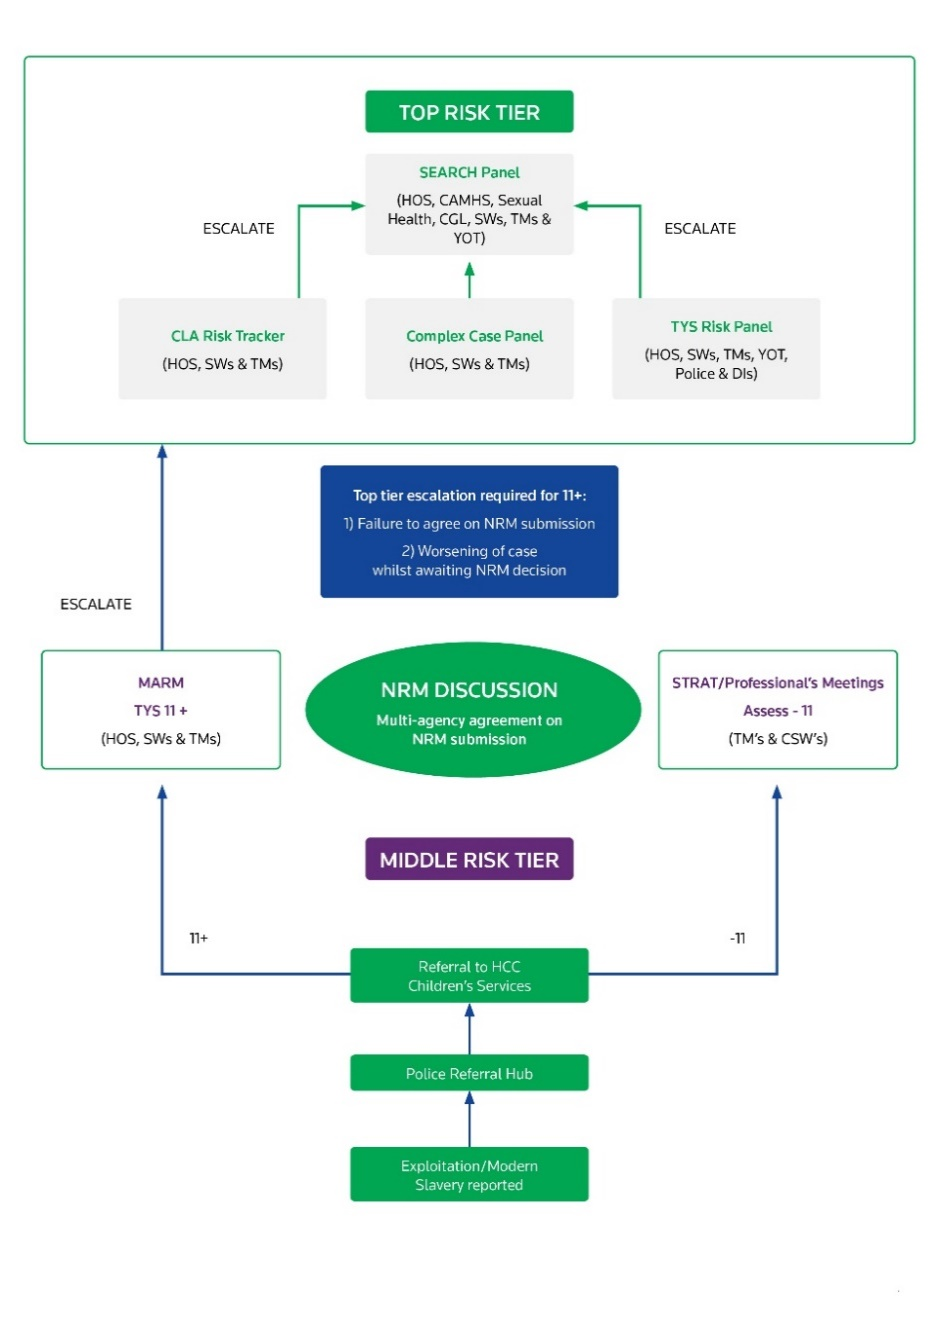 TOP RISK TIER
SEARCH Panel
(HOS, CAMHS, Sexual
Health, CGL, SWs, TMs &
YOT)
ESCALATE
ESCALATE
CLA Risk Tracker
(HOS, SWs & TMs)
Complex Case Panel
(HOS, SWs & TMs)
TYS Risk Panel
(HOS, SWs, TMs, YOT,
Police & DIs)
Top tier escalation required for 11+:
1) Failure to agree on NRM submission
2) Worsening of case
whilst awaiting NRM decision
ESCALATE
MARM
TYS 11 +
(HOS, SWs & TMs)
NRM DISCUSSION
Multi-agency agreement on
NRM submission
STRAT/Professional's Meetings
Assess - 11
(TM's & CSW's)
MIDDLE RISK TIER
11+
-11
Referral to HCC
Children's Services
Police Referral Hub
Exploitation/Modern
Slavery reported